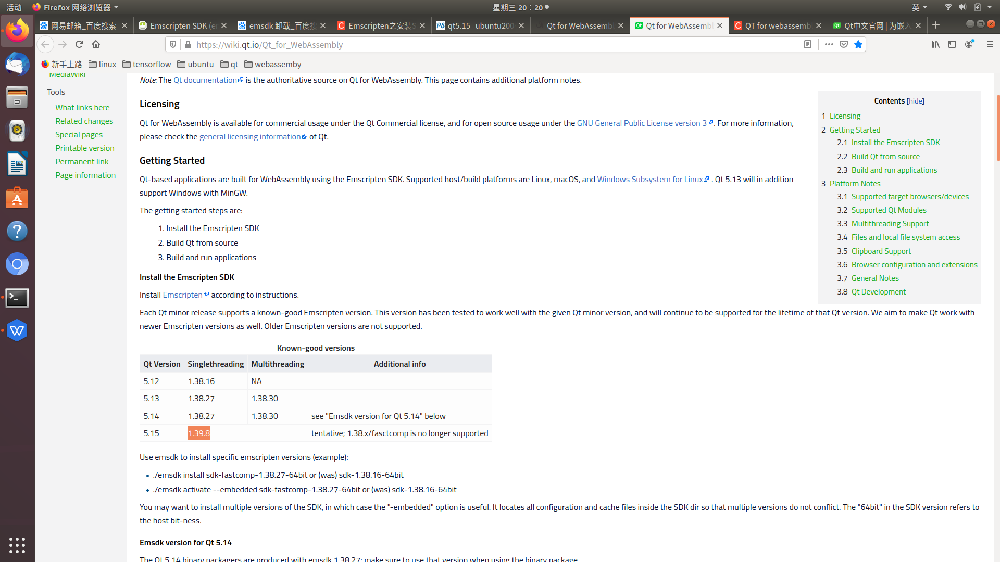 活动 Firefox 网络浏览器 星期三 20：20 英
网易邮箱_百度搜索 Emscripten SDK (e emsdk 卸载_百度搜 Emscripten之安装S qt5.15 ubuntu200 Qt for WebAssembl Qt for WebAssembl QT for webassembl Qt中文官网 | 为嵌入
https://wiki.qt.io/Qt_for_WebAssembly
新手上路 linux tensorflow ubuntu qt webassemby
MediaWiki
Tools
What links here
Related changes
Special pages
Printable version
Permanent link
Page information
Note: The Qt documentation is the authoritative source on Qt for WebAssembly. This page contains additional platform notes.
Licensing
Qt for WebAssembly is available for commercial usage under the Qt Commercial license, and for open source usage under the GNU General Public License version 3. For more information,
please check the general licensing information of Qt.
Getting Started
Qt-based applications are built for WebAssembly using the Emscripten SDK. Supported host/build platforms are Linux, macOS, and Windows Subsystem for Linux . Qt 5.13 will in addition
support Windows with MinGW.
The getting started steps are:
1. Install the Emscripten SDK
2. Build Qt from source
3. Build and run applications
Contents [hide]
1 Licensing
2 Getting Started
2.1 Install the Emscripten SDK
2.2 Build Qt from source
2.3 Build and run applications
3 Platform Notes
3.1 Supported target browsers/devices
3.2 Supported Qt Modules
3.3 Multithreading Support
3.4 Files and local file system access
3.5 Clipboard Support
3.6 Browser configuration and extensions
3.7 General Notes
3.8 Qt Development
Install the Emscripten SDK
Install Emscripten according to instructions.
Each Qt minor release supports a known-good Emscripten version. This version has been tested to work well with the given Qt minor version, and will continue to be supported for the lifetime of that Qt version. We aim to make Qt work with
newer Emscripten versions as well. Older Emscripten versions are not supported.
Known-good versions
Qt Version Singlethreading Multithreading Additional info
5.12 1.38.16 NA
5.13 1.38.27 1.38.30
5.14 1.38.27 1.38.30 see "Emsdk version for Qt 5.14" below
5.15 1.39.8 tentative; 1.38.x/fasctcomp is no longer supported
Use emsdk to install specific emscripten versions (example):
• ./emsdk install sdk-fastcomp-1.38.27-64bit or (was) sdk-1.38.16-64bit
• ./emsdk activate --embedded sdk-fastcomp-1.38.27-64bit or (was) sdk-1.38.16-64bit
You may want to install multiple versions of the SDK, in which case the "-embedded" option is useful. It locates all configuration and cache files inside the SDK dir so that multiple versions do not conflict. The "64bit" in the SDK version refers to
the host bit-ness.
Emsdk version for Qt 5.14
The Qt 5.14 binary packagers are produced with emsdk 1.38.27; make sure to use that version when using the binary package.